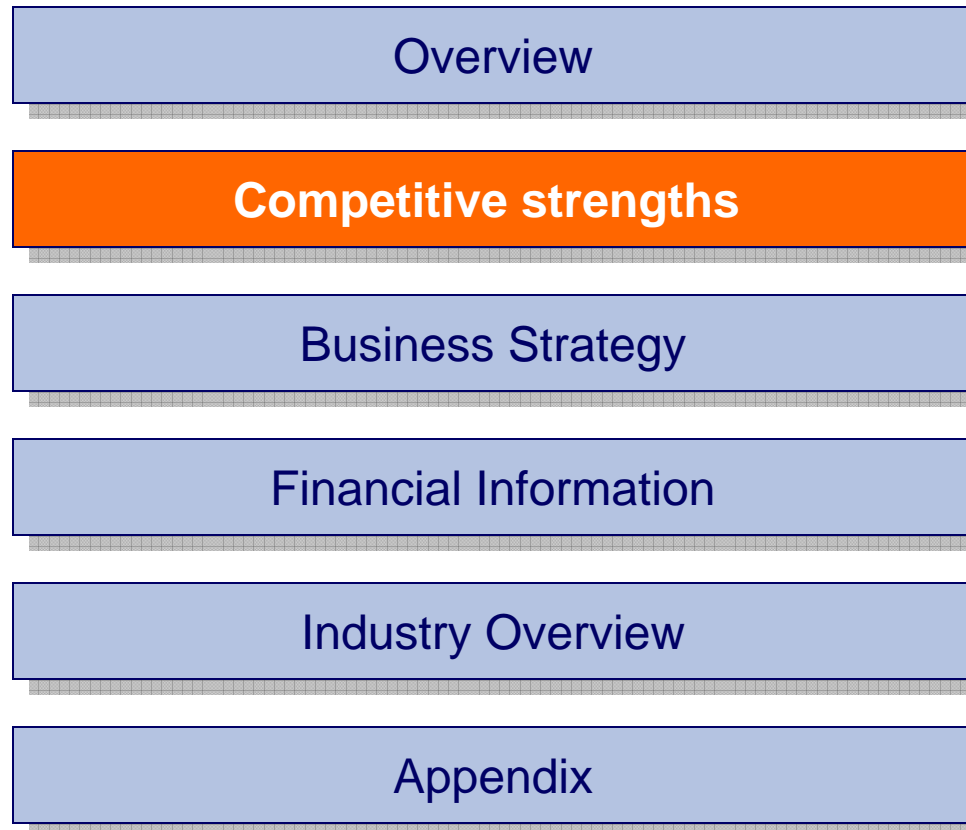 Overview
Competitive strengths
Business Strategy
Financial Information
Industry Overview
Appendix